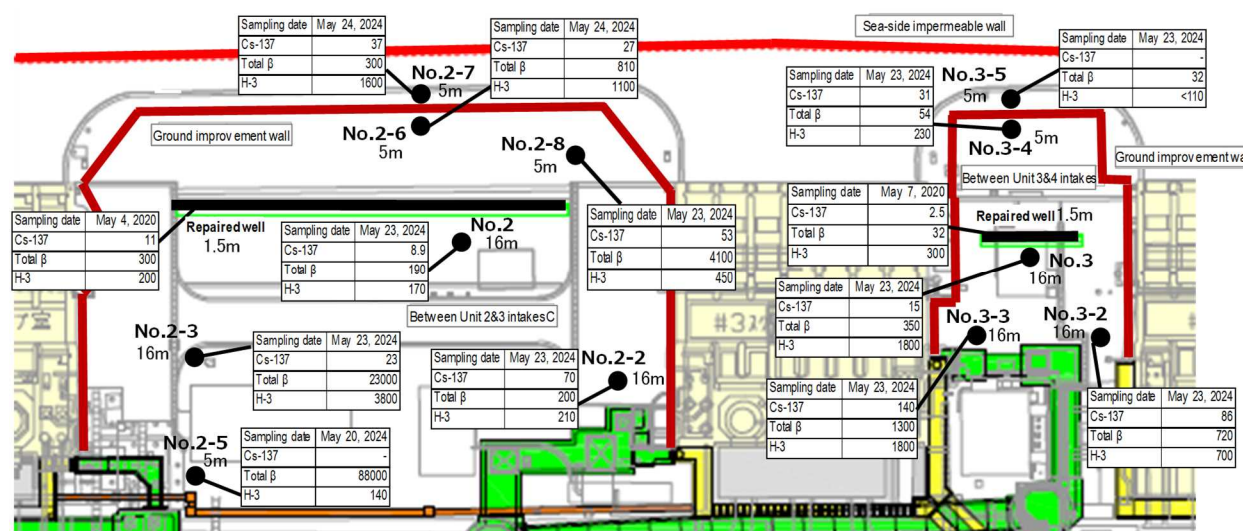 Sampling date May 24, 2024
Cs-137 37
Total β 300
H-3 1600
Sampling date May 24, 2024
Cs-137 27
Total β 810
H-3 1100
Sea-side impermeable wall
Sampling date May 23, 2024
Cs-137 -
Total β 32
H-3 <110
No.2-7
5m
No.3-5
5m
Sampling date May 23, 2024
Cs-137 31
Total β 54
H-3 230
Ground improvement wall
No.2-6
5m
No.2-8
5m
5m
No.3-4
Ground improvement wa
Between Unit 3&4 intakes
Sampling date May 4, 2020
Cs-137 11
Total β 300
H-3 200
Repaired well
1.5m
Sampling date May 23, 2024
Cs-137 8.9
Total β 190
H-3 170
No.2
16m
Sampling date May 23, 2024
Cs-137 53
Total β 4100
H-3 450
Sampling date May 7, 2020
Cs-137 2.5
Total β 32
H-3 300
Repaired well 1.5m
No.3
16m
Between Unit 2&3 intakesC
Sampling date May 23, 2024
Cs-137 15
Total β 350
H-3 1800
No.2-3
16m
Sampling date May 23, 2024
Cs-137 23
Total β 23000
H-3 3800
Sampling date May 23, 2024
Cs-137 70
Total β 200
H-3 210
No.2-2
16m
#3ス
No.3-3
16m
No.3-2
16m
Sampling date May 23, 2024
Cs-137 140
Total β 1300
H-3 1800
Sampling date May 23, 2024
Cs-137 86
Total β 720
H-3 700
No.2-5
5m
Sampling date May 20, 2024
Cs-137 -
Total β 88000
H-3 140